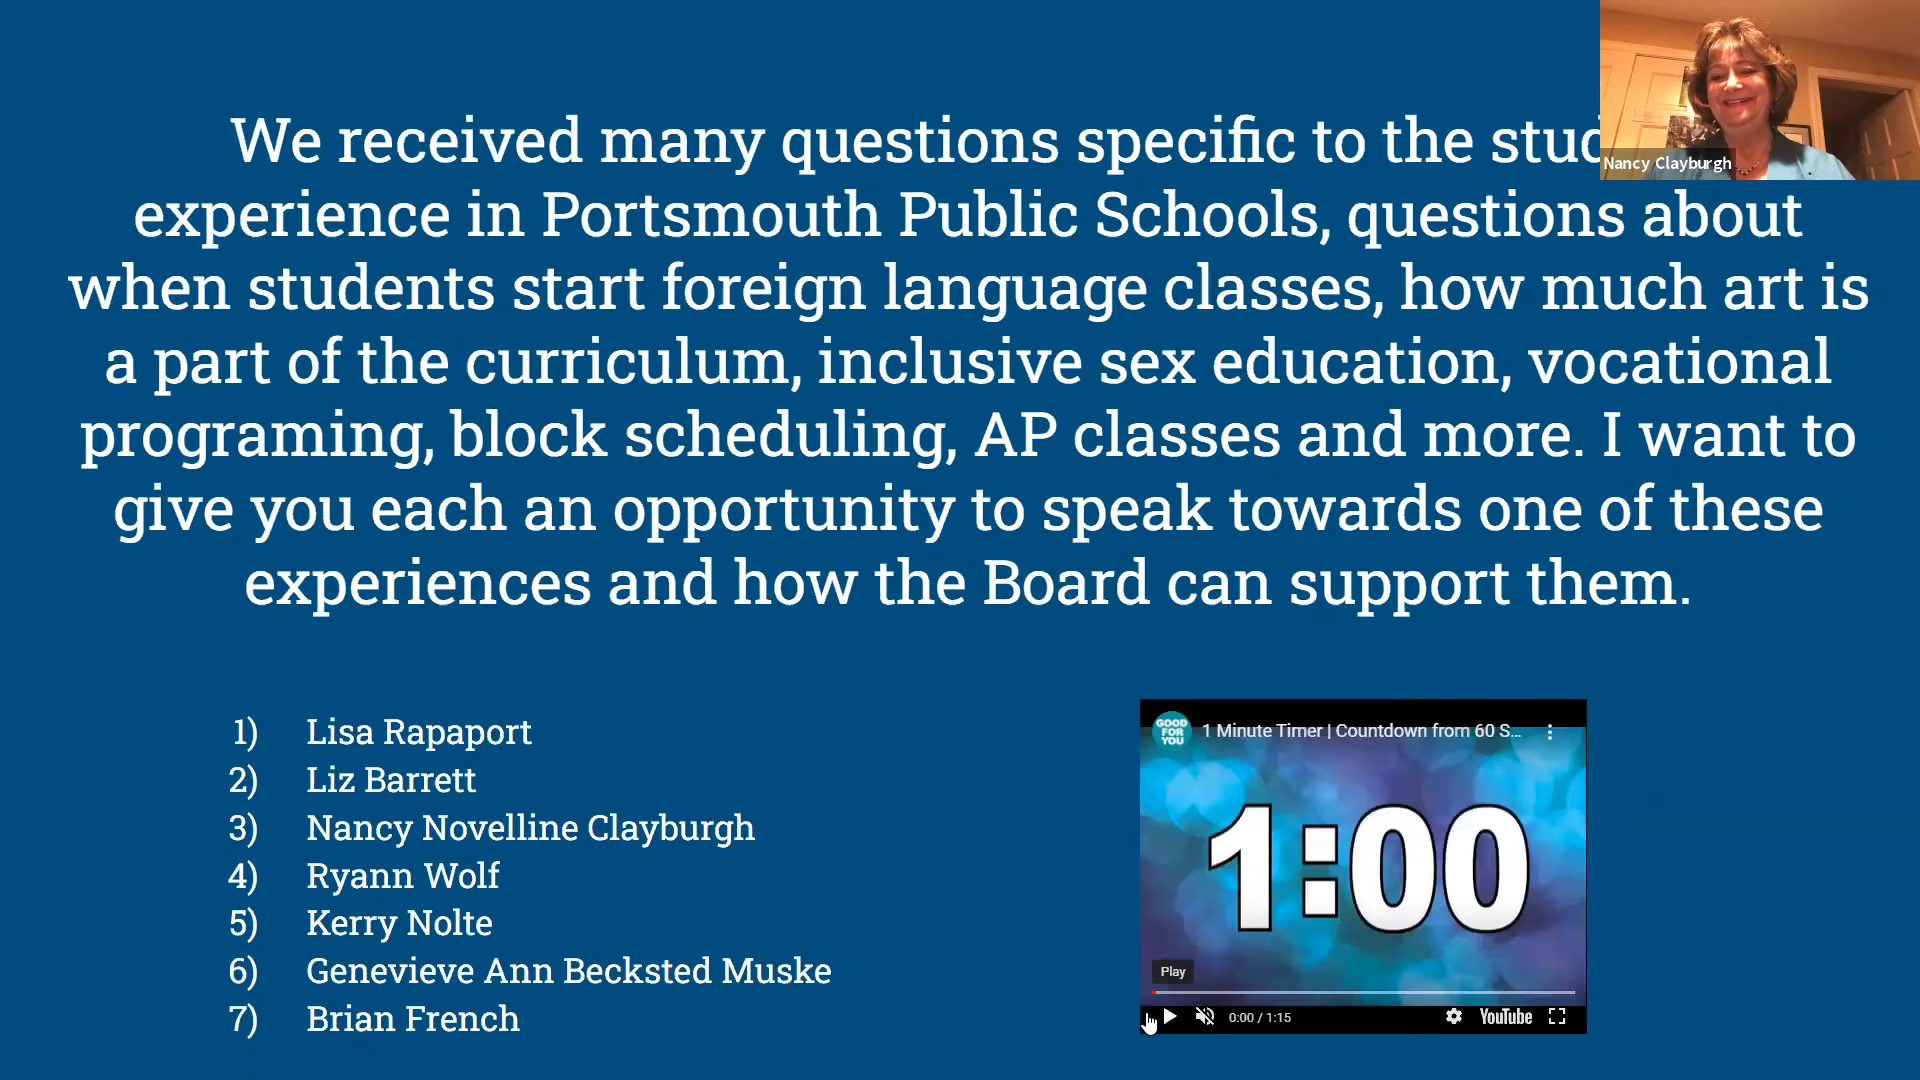 We received many questions specific to the
experience in Portsmouth Public Schools, questions about
when students start foreign language classes, how much art is
a part of the curriculum, inclusive sex education, vocational
programing, block scheduling, AP classes and more. I want to
give you each an opportunity to speak towards one of these
experiences and how the Board can support them.
Nancy Clayburgh
1) Lisa Rapaport
2) Liz Barrett
3) Nancy Novelline Clayburgh
4) Ryann Wolf
5) Kerry Nolte
6) Genevieve Ann Becksted Muske
7) Brian French
GOOD
FOR
YOU
1 Minute Timer | Countdown from 60 S...
1:00
Play
0:00 / 1:15
YouTube